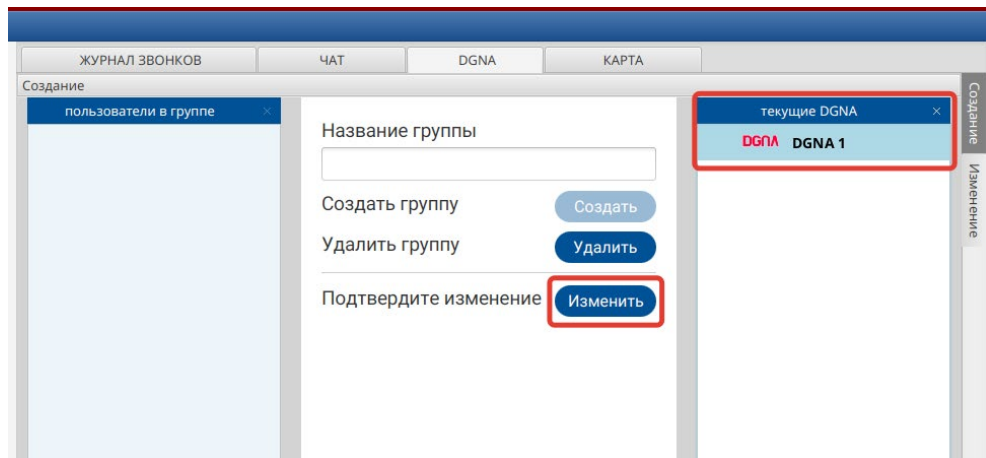 ЖУРНАЛ ЗВОНКОВ ЧАТ DGNA КАРТА
Создание
пользователи в группе ×
Название группы
Создать группу Создать
Удалить группу Удалить
Подтвердите изменение Изменить
текущие DGNA ×
DGNA DGNA 1
Создание
Изменение